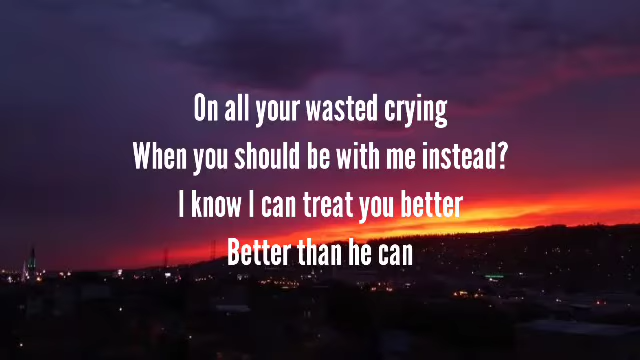 On all your wasted crying
When you should be with me instead?
I know I can treat you better
Better than he can